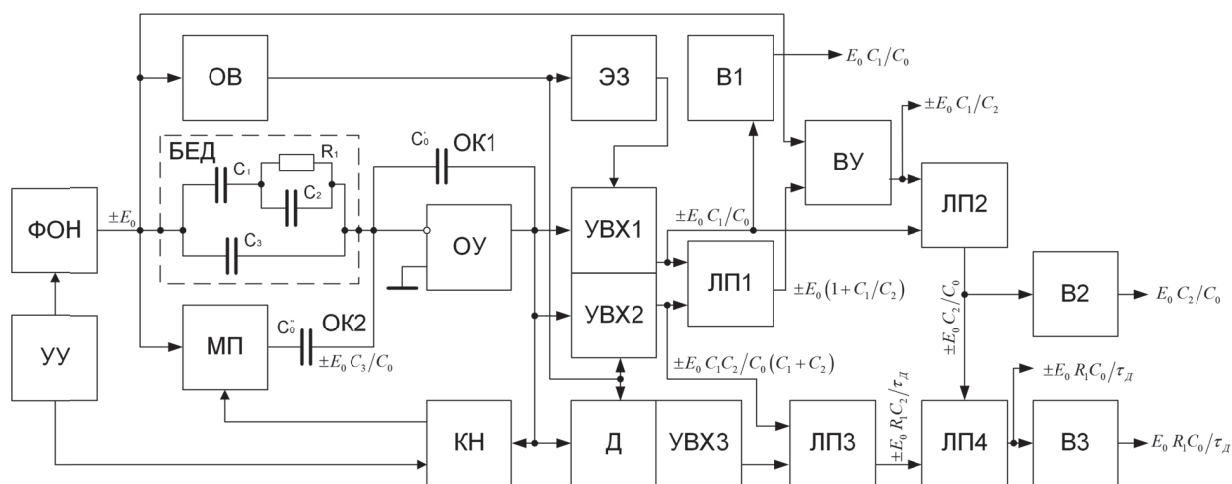 ОВ
ЭЗ
В1
E₀ C₁/C₀
±E₀ C₁/C₂
БЕД
R₁
C₁
C₂
C₃
C₀'
ОК1
ВУ
ЛП2
ФОН
±E₀
ОУ
УВХ1
±E₀ C₁/C₀
ЛП1
±E₀(1+C₁/C₂)
УВХ2
±E₀ C₂/C₀
В2
E₀ C₂/C₀
УУ
МП
C₀"
ОК2
±E₀ C₃/C₀
±E₀ C₁C₂/C₀(C₁+C₂)
±E₀ R₁C₂/τД
±E₀ R₁C₀/τД
КН
Д
УВХ3
ЛП3
ЛП4
В3
E₀ R₁C₀/τД